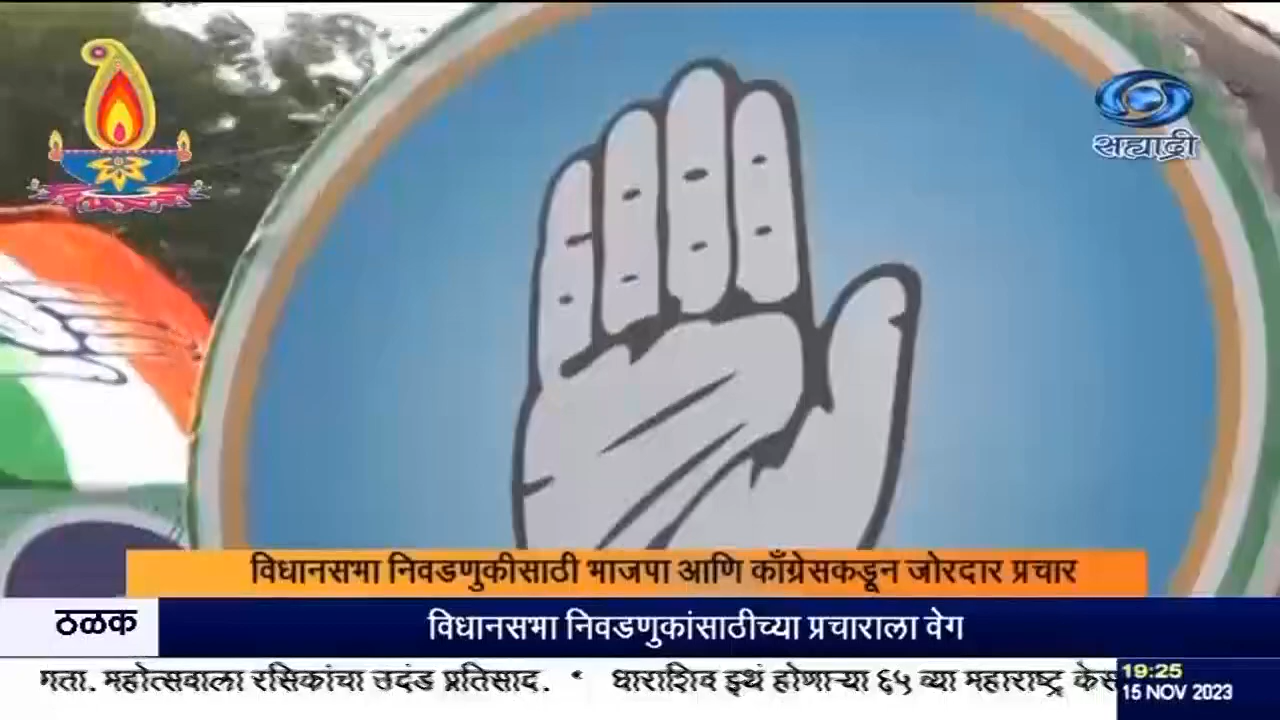 सह्याद्री
विधानसभा निवडणुकीसाठी भाजपा आणि काँग्रेसकडून जोरदार प्रचार
ठळक
विधानसभा निवडणुकांसाठीच्या प्रचाराला वेग
गता. महोत्सवाला रसिकांचा उदंड प्रतिसाद. * धाराशिव इथं होणाऱ्या ६५ व्या महाराष्ट्र केस
19:25
15 NOV 2023